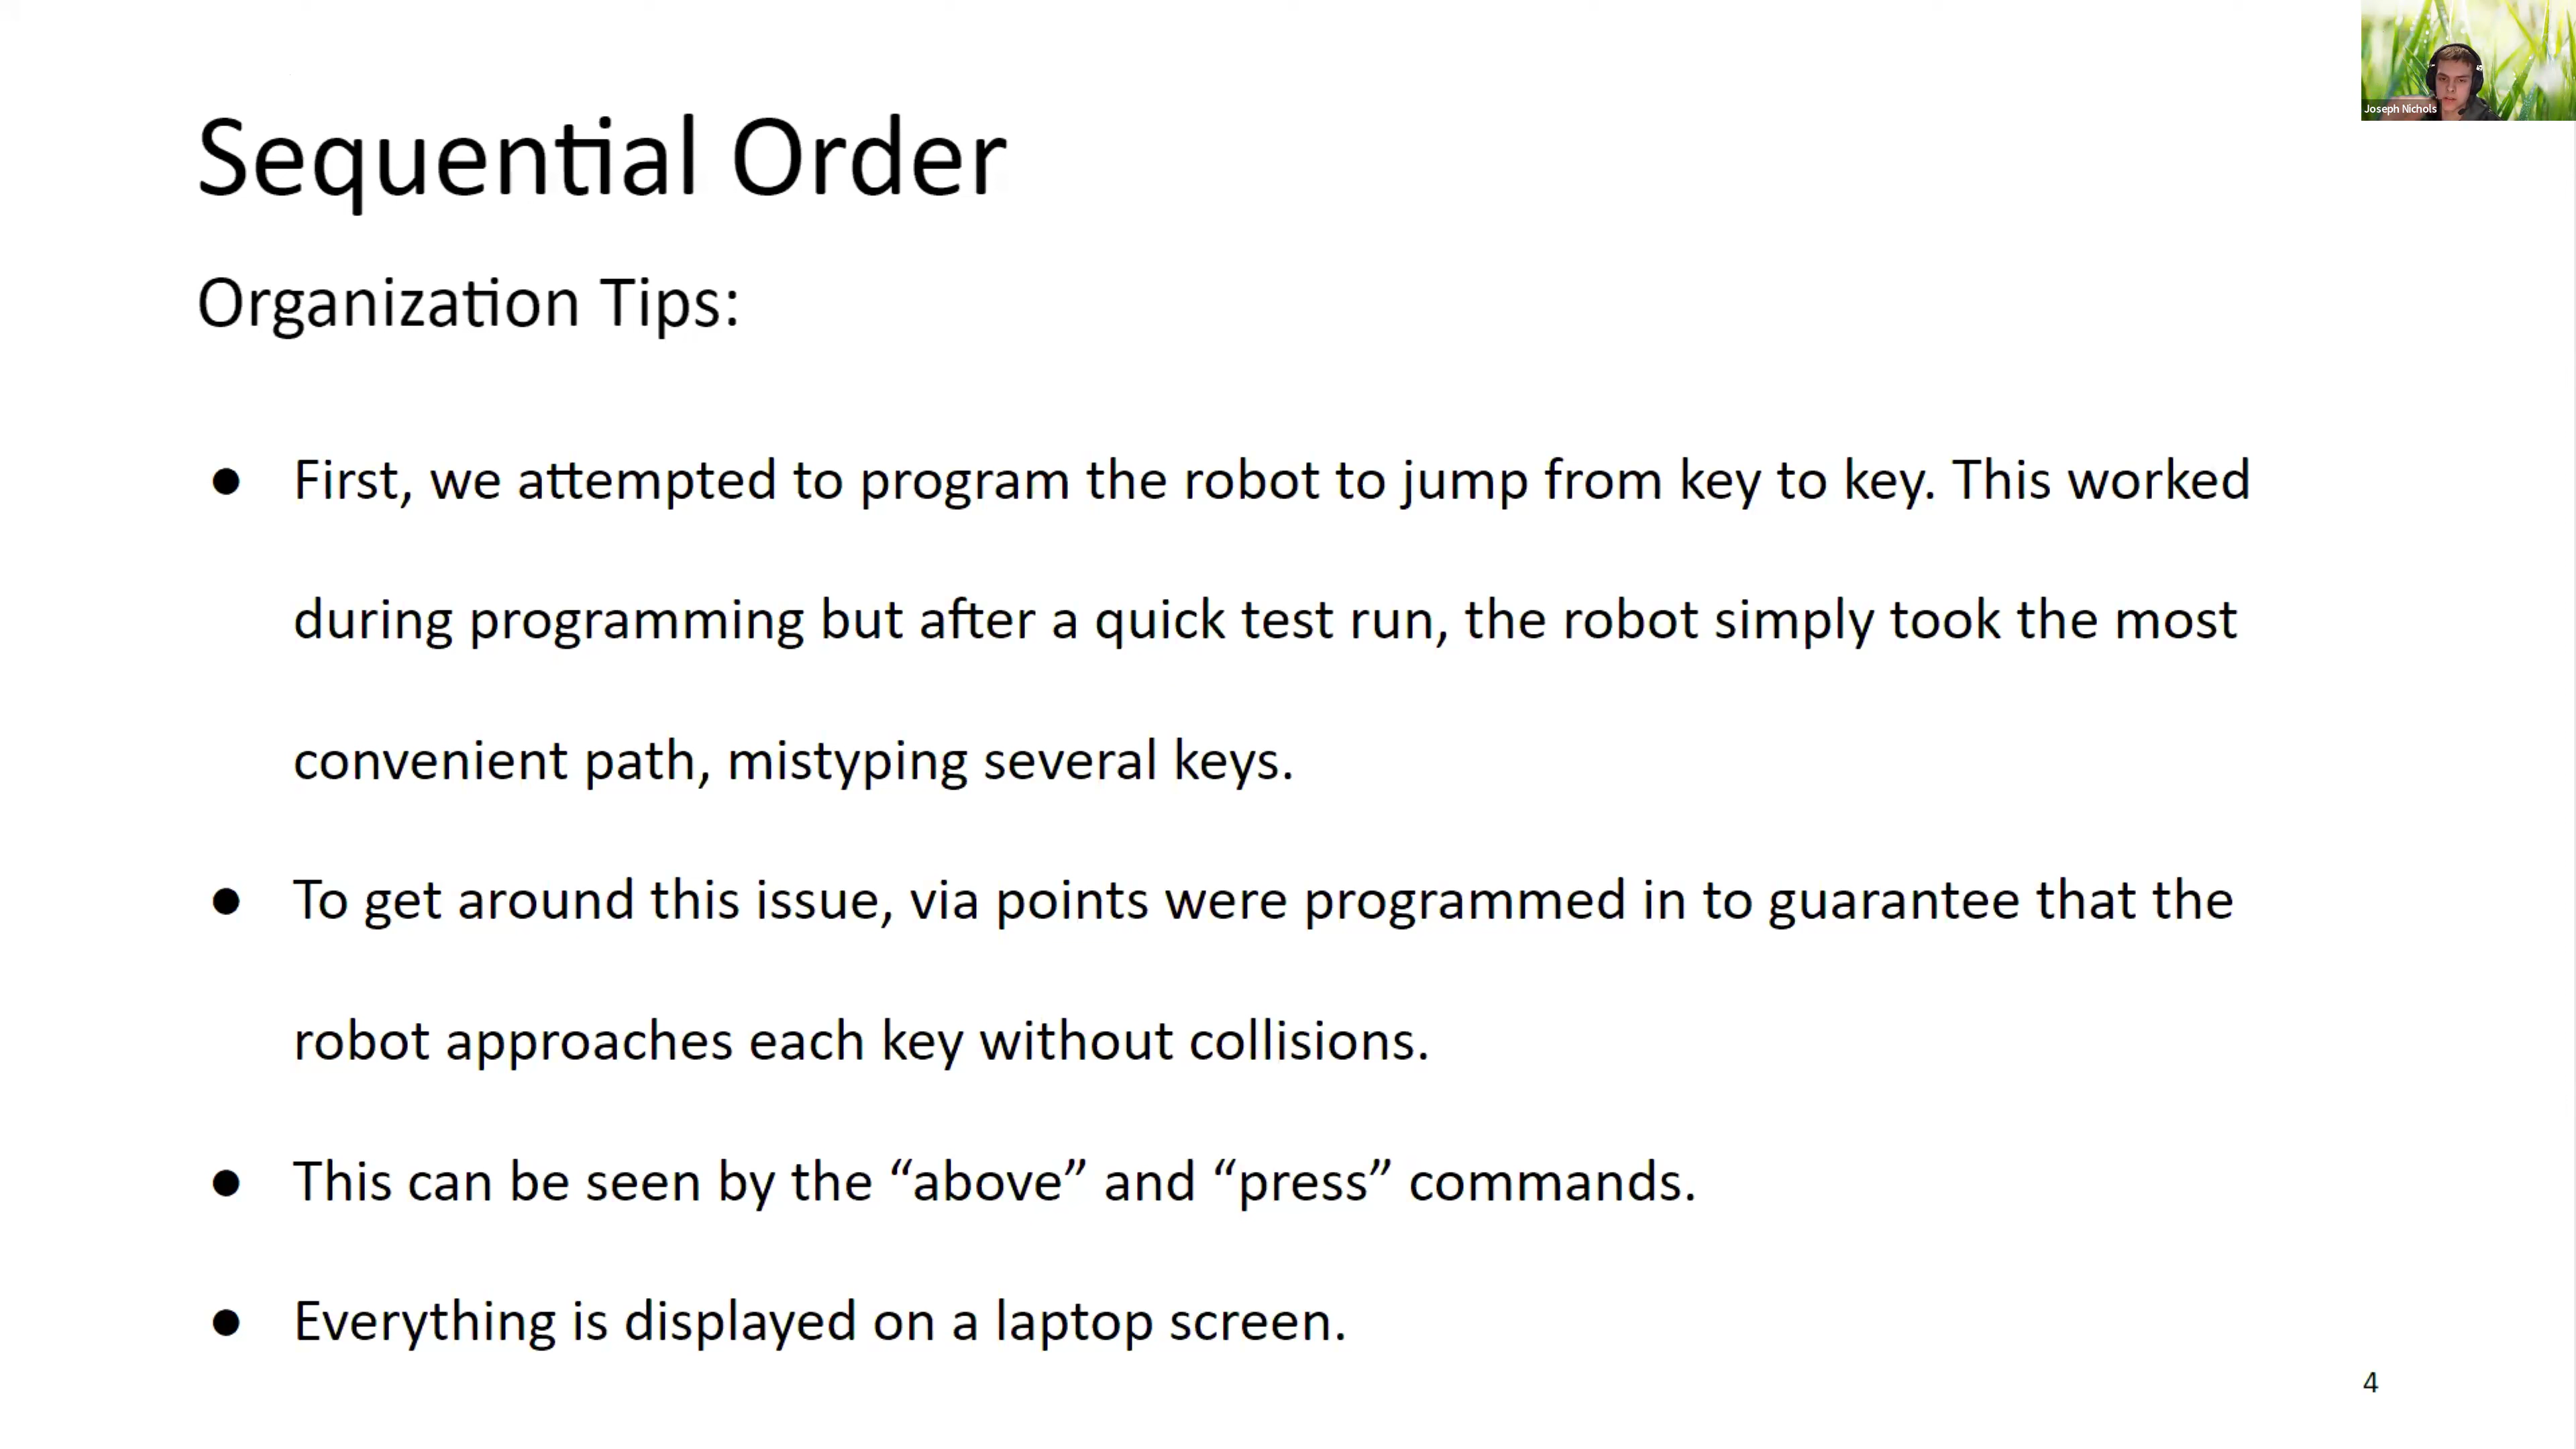 Joseph Nichols
Sequential Order
Organization Tips:
● First, we attempted to program the robot to jump from key to key. This worked
during programming but after a quick test run, the robot simply took the most
convenient path, mistyping several keys.
● To get around this issue, via points were programmed in to guarantee that the
robot approaches each key without collisions.
● This can be seen by the “above” and “press” commands.
● Everything is displayed on a laptop screen.
4